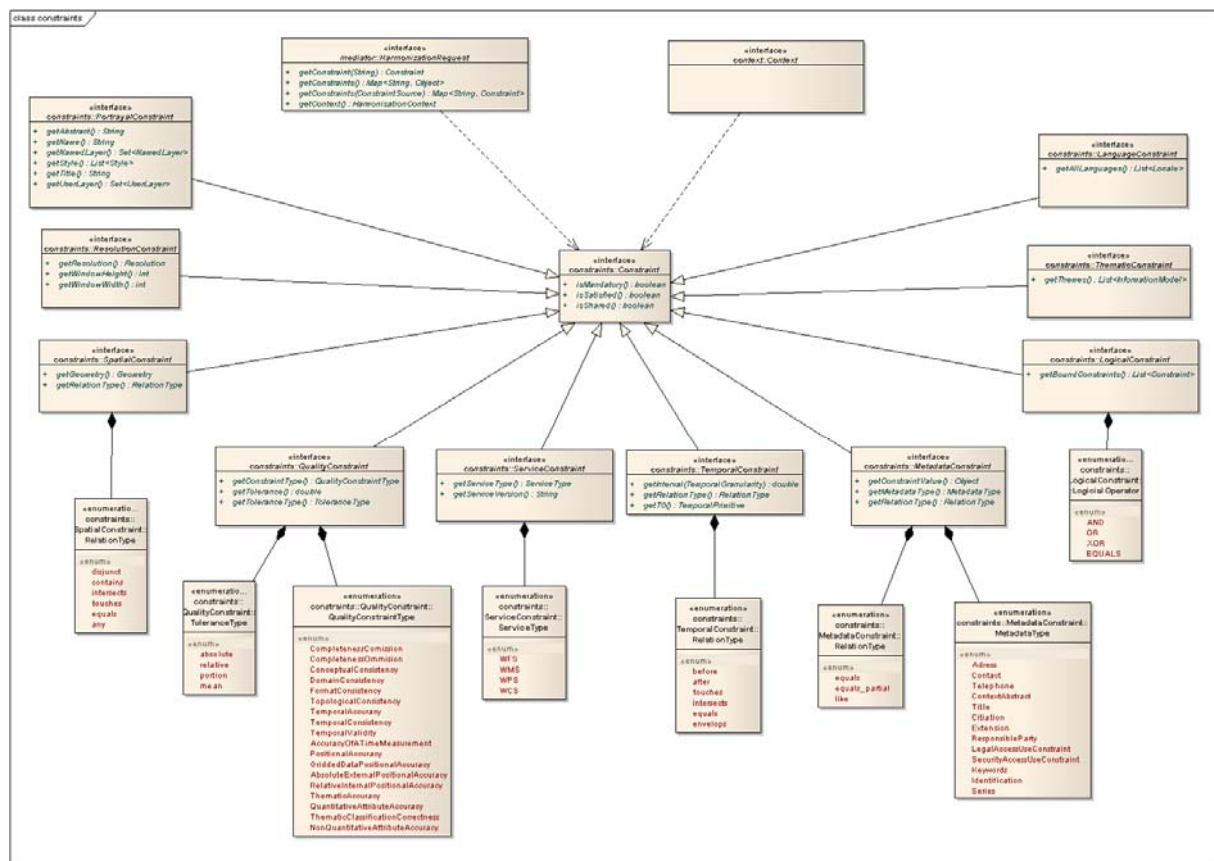 class constraints
«interface»
mediator::HarmonizationRequest
+ getConstraint(String) : Constraint
+ getConstraints() : Map<String, Object>
+ getConstraints(ConstraintSource) : Map<String, Constraint>
+ getContext() : HarmonisationContext
«interface»
context::Context
«interface»
constraints::PortrayalConstraint
+ getAbstract() : String
+ getName() : String
+ getNamedLayer() : Set<NamedLayer>
+ getStyle() : List<Style>
+ getTitle() : String
+ getUserLayer() : Set<UserLayer>
«interface»
constraints::LanguageConstraint
+ getAllLanguages() : List<Locale>
«interface»
constraints::ResolutionConstraint
+ getResolution() : Resolution
+ getWindowHeight() : int
+ getWindowWidth() : int
«interface»
constraints::Constraint
+ isMandatory() : boolean
+ isSatisfied() : boolean
+ isShared() : boolean
«interface»
constraints::ThematicConstraint
+ getThemes() : List<InformationModel>
«interface»
constraints::SpatialConstraint
+ getGeometry() : Geometry
+ getRelationType() : RelationType
«interface»
constraints::LogicalConstraint
+ getBoundConstraints() : List<Constraint>
«interface»
constraints::QualityConstraint
+ getConstraintType() : QualityConstraintType
+ getTolerance() : double
+ getToleranceType() : ToleranceType
«interface»
constraints::ServiceConstraint
+ getServiceType() : ServiceType
+ getServiceVersion() : String
«interface»
constraints::TemporalConstraint
+ getInterval(TemporalGranularity) : double
+ getRelationType() : RelationType
+ getT0() : TemporalPrimitive
«interface»
constraints::MetadataConstraint
+ getConstraintValue() : Object
+ getMetadataType() : MetadataType
+ getRelationType() : RelationType
«enumeratio...
constraints::
LogicalConstraint::
Logicial Operator
«enum»
AND
OR
XOR
EQUALS
«enumeratio...
constraints::
SpatialConstraint::
RelationType
«enum»
disjunct
contains
intersects
touches
equals
any
«enumeratio...
constraints::
QualityConstraint::
ToleranceType
«enum»
absolute
relative
portion
mean
«enumeration»
constraints::QualityConstraint::
QualityConstraintType
«enum»
CompletenessComission
CompletenessOmmision
ConceptualConsistency
DomainConsistency
FormatConsistency
TopologicalConsistency
TemporalAccuracy
TemporalConsistency
TemporalValidity
AccuracyOfATimeMeasurement
PositionalAccuracy
GriddedDataPositionalAccuracy
AbsoluteExternalPositionalAccuracy
RelativeInternalPositionalAccuracy
ThematicAccuracy
QuantitativeAttributeAccuracy
ThematicClassificationCorrectness
NonQuantitativeAttributeAccuracy
«enumeration»
constraints::
ServiceConstraint::
ServiceType
«enum»
WFS
WMS
WPS
WCS
«enumeration»
constraints::
TemporalConstraint::
RelationType
«enum»
before
after
touches
intersects
equals
envelops
«enumeration»
constraints::
MetadataConstraint::
RelationType
«enum»
equals
equals_partial
like
«enumeration»
constraints::MetadataConstraint::
MetadataType
«enum»
Adress
Contact
Telephone
ContextAbstract
Title
Citiation
Extension
ResponsibleParty
LegalAccessUseConstraint
SecurityAccessUseConstraint
Keywords
Identification
Series